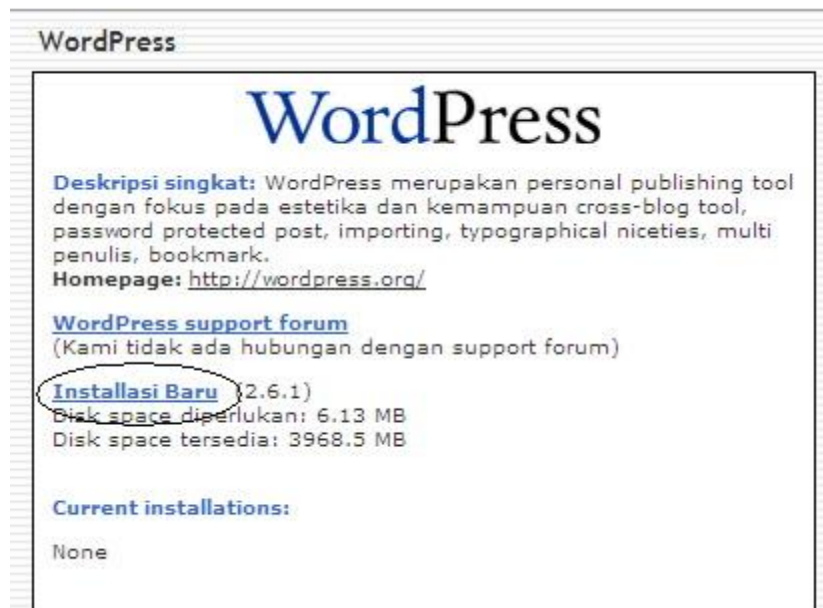 WordPress
WordPress
Deskripsi singkat: WordPress merupakan personal publishing tool
dengan fokus pada estetika dan kemampuan cross-blog tool,
password protected post, importing, typographical niceties, multi
penulis, bookmark.
Homepage: http://wordpress.org/
WordPress support forum
(Kami tidak ada hubungan dengan support forum)
Installasi Baru (2.6.1)
Disk space diperlukan: 6.13 MB
Disk space tersedia: 3968.5 MB
Current installations:
None